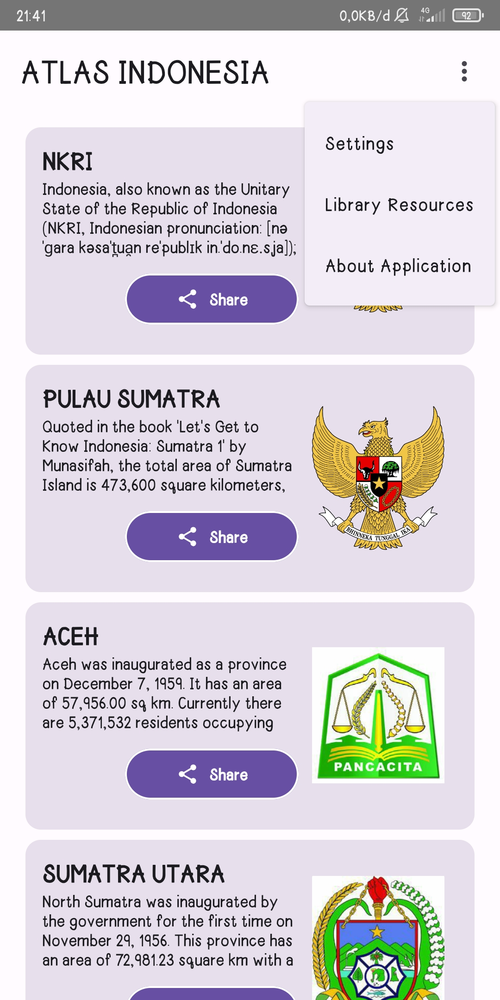 21:41
0,0KB/d
4G
92
ATLAS INDONESIA
Settings
Library Resources
About Application
NKRI
Indonesia, also known as the Unitary
State of the Republic of Indonesia
(NKRI, Indonesian pronunciation: [nə
ˈgara kəsaˈt̪ua̯n reˈpublɪk in.ˈdo.nɛ.sja]);
Share
PULAU SUMATRA
Quoted in the book 'Let's Get to
Know Indonesia: Sumatra 1' by
Munasifah, the total area of Sumatra
Island is 473,600 square kilometers,
BHINNEKA TUNGGAL IKA
Share
ACEH
Aceh was inaugurated as a province
on December 7, 1959. It has an area
of 57,956.00 sq km. Currently there
are 5,371,532 residents occupying
PANCACITA
Share
SUMATRA UTARA
North Sumatra was inaugurated by
the government for the first time on
November 29, 1956. This province has
an area of 72,981.23 square km with a